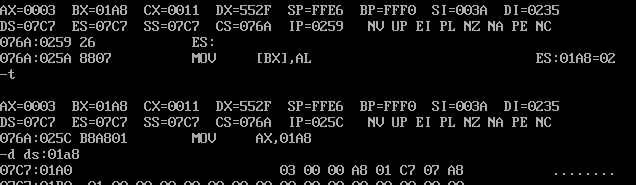 AX=0003 BX=01A8 CX=0011 DX=552F SP=FFE6 BP=FFF0 SI=003A DI=0235
DS=07C7 ES=07C7 SS=07C7 CS=076A IP=0259 NV UP EI PL NZ NA PE NC
076A:0259 26 ES:
076A:025A 8807 MOV [BX],AL ES:01A8=02
-t
AX=0003 BX=01A8 CX=0011 DX=552F SP=FFE6 BP=FFF0 SI=003A DI=0235
DS=07C7 ES=07C7 SS=07C7 CS=076A IP=025C NV UP EI PL NZ NA PE NC
076A:025C B8A801 MOV AX,01A8
-d ds:01a8
07C7:01A0 03 00 00 A8 01 C7 07 A8 ........